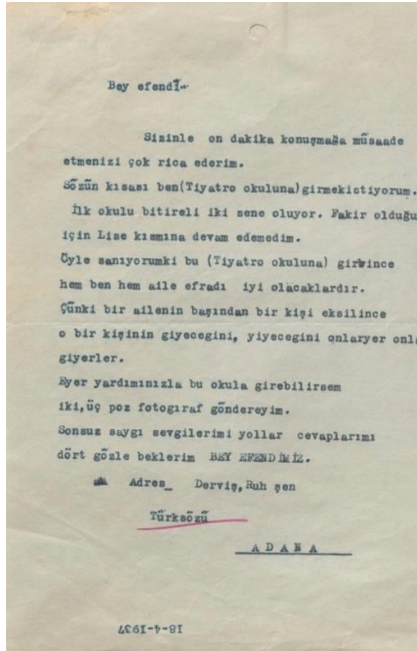 Bey efendi-
Sizinle on dakika konuşmağa müsaade
etmenizi çok rica ederim.
Sözün kısası ben(Tiyatro okuluna)girmekistiyorum.
İlk okulu bitireli iki sene oluyor. Fakir olduğu
için Lise kısmına devam edemedim.
Üyle sanıyorumki bu (Tiyatro okuluna) girince
hem ben hem aile efradı iyi olacaklardır.
Çünki bir ailenin başından bir kişi eksilince
o bir kişinin giyecegini, yiyecegini onlaryer onla
giyerler.
Eyer yardımınızla bu okula girebilirsem
iki,üç poz fotogıraf göndereyim.
Sonsuz saygı sevgilerimi yollar cevaplarımı
dört gözle beklerim BEY EFENDİMİZ.
Adres_ Derviş,Ruh şen
Türksözü
ADANA
18-4-1937